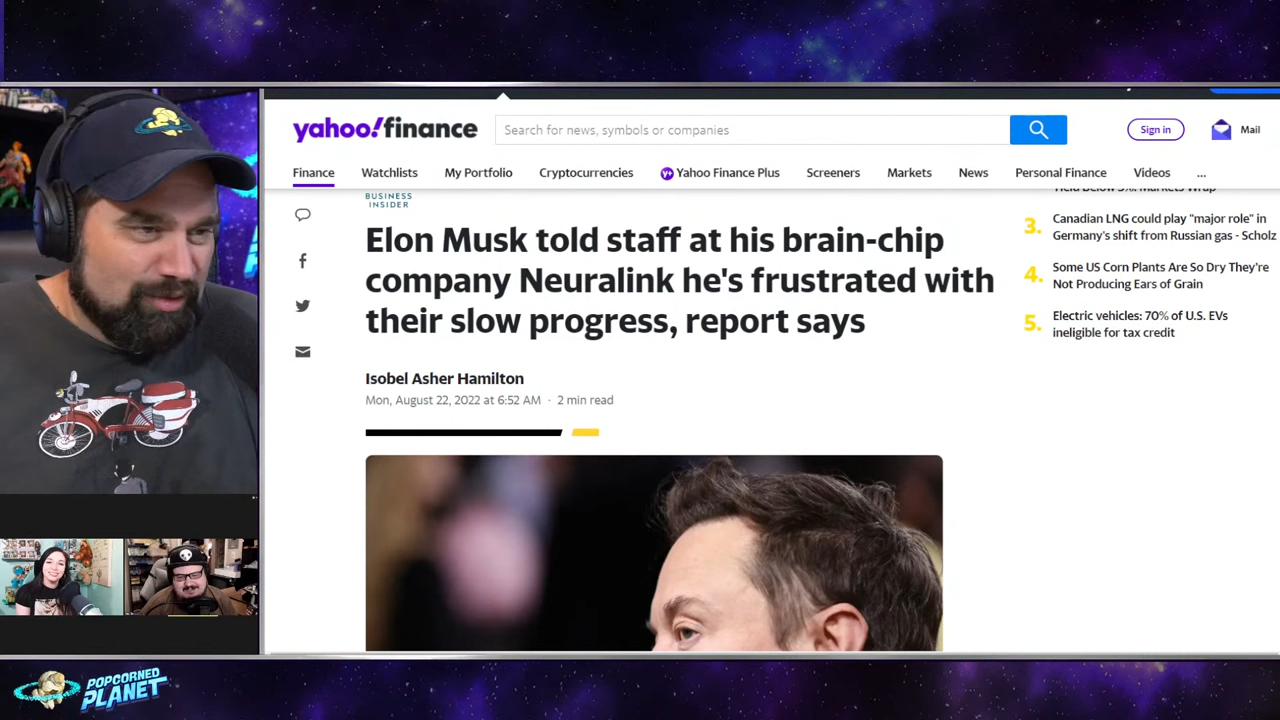 yahoo!finance
Search for news, symbols or companies
Sign in
Mail
Finance
Watchlists
My Portfolio
Cryptocurrencies
Y+ Yahoo Finance Plus
Screeners
Markets
News
Personal Finance
Videos
...
BUSINESS
INSIDER
Elon Musk told staff at his brain-chip
company Neuralink he's frustrated with
their slow progress, report says
Isobel Asher Hamilton
Mon, August 22, 2022 at 6:52 AM · 2 min read
Yield Below 3%: Markets Wrap
3. Canadian LNG could play "major role" in
Germany's shift from Russian gas - Scholz
4. Some US Corn Plants Are So Dry They're
Not Producing Ears of Grain
5. Electric vehicles: 70% of U.S. EVs
ineligible for tax credit
POPCORNED
PLANET